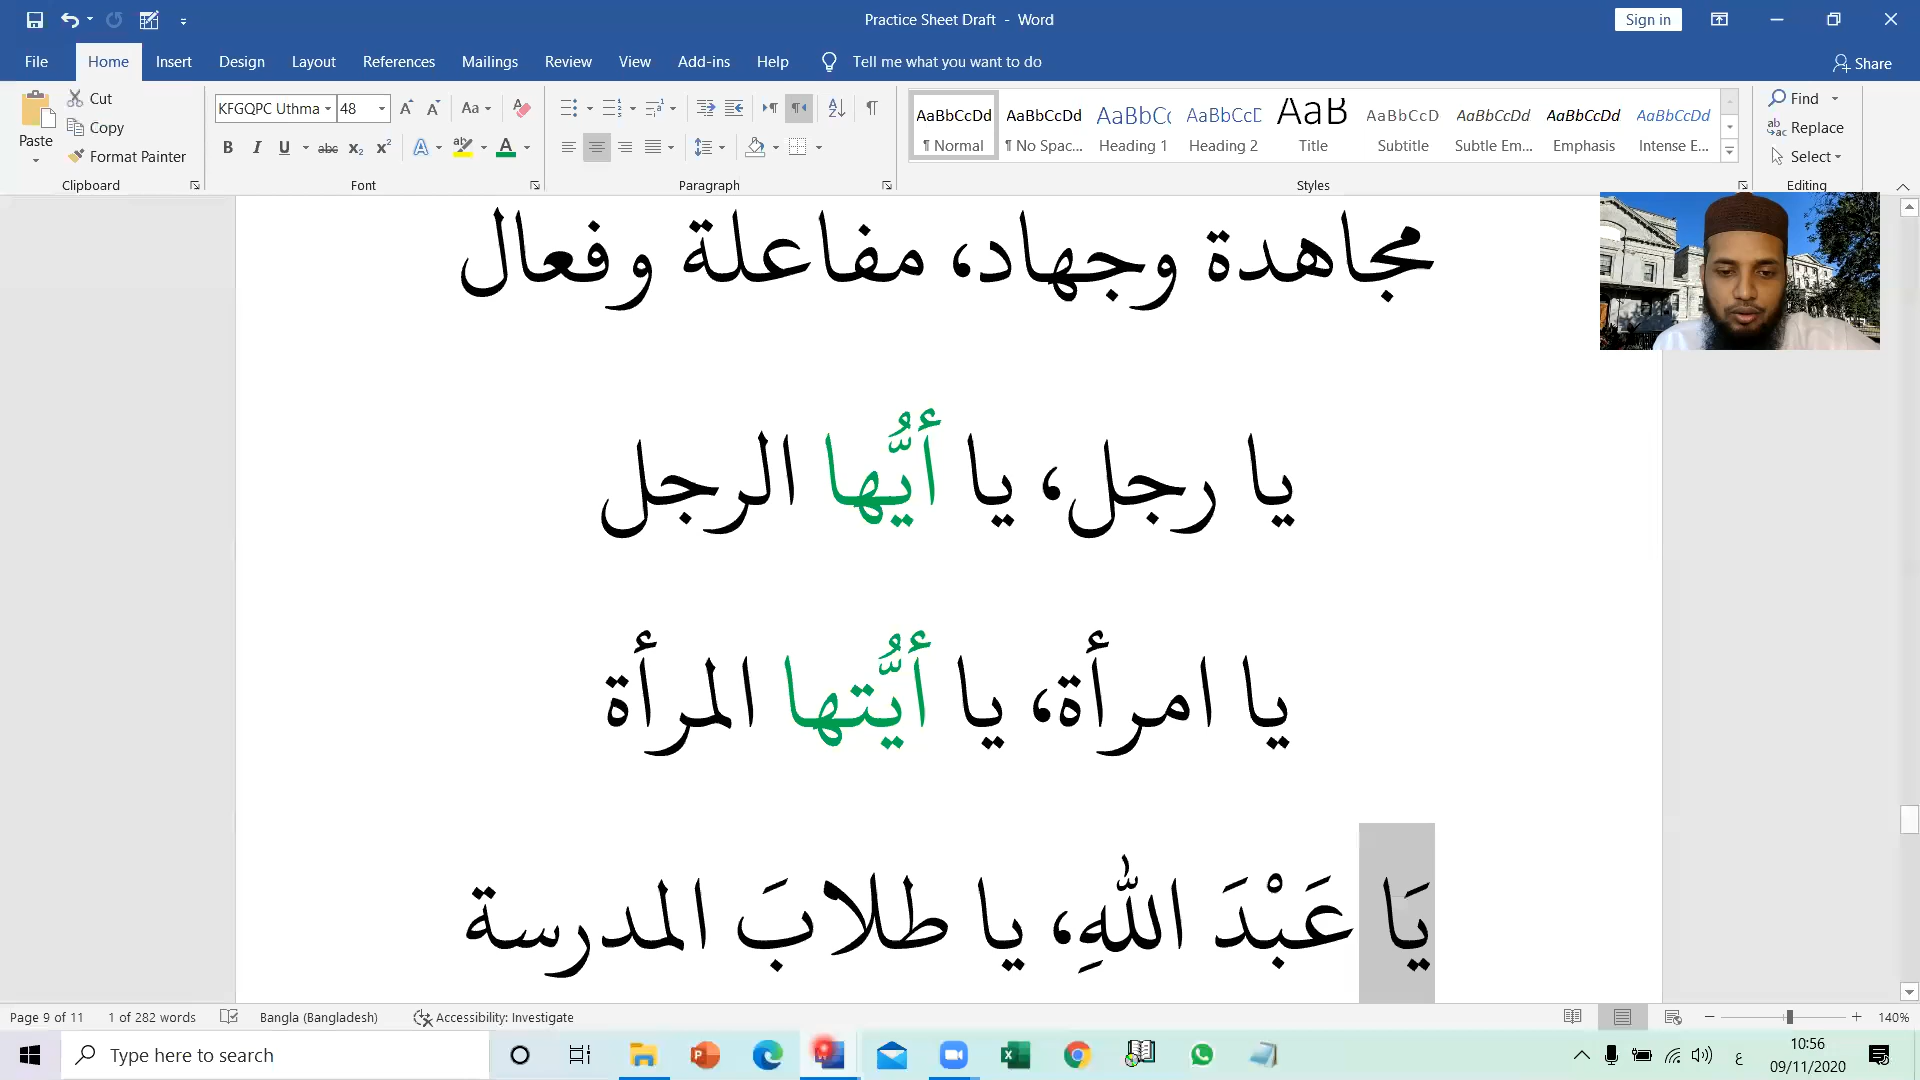 Practice Sheet Draft - Word
Sign in
File Home Insert Design Layout References Mailings Review View Add-ins Help Tell me what you want to do Share
Paste Cut Copy Format Painter Clipboard
KFGQPC Uthma 48 Font
Paragraph
AaBbCcDd ¶ Normal
AaBbCcDd ¶ No Spac...
AaBbCc Heading 1
AaBbCcC Heading 2
AaB Title
AaBbCcD Subtitle
AaBbCcDd Subtle Em...
AaBbCcDd Emphasis
AaBbCcDd Intense E...
Styles
Find Replace Select Editing
مجاهدة وجهاد، مفاعلة وفعال
يا رجل، يا أيُّها الرجل
يا امرأة، يا أيَّتُها المرأة
يَا عَبْدَ اللهِ، يا طلابَ المدرسة
Page 9 of 11 1 of 282 words Bangla (Bangladesh) Accessibility: Investigate 140%
Type here to search
ع 10:56
09/11/2020